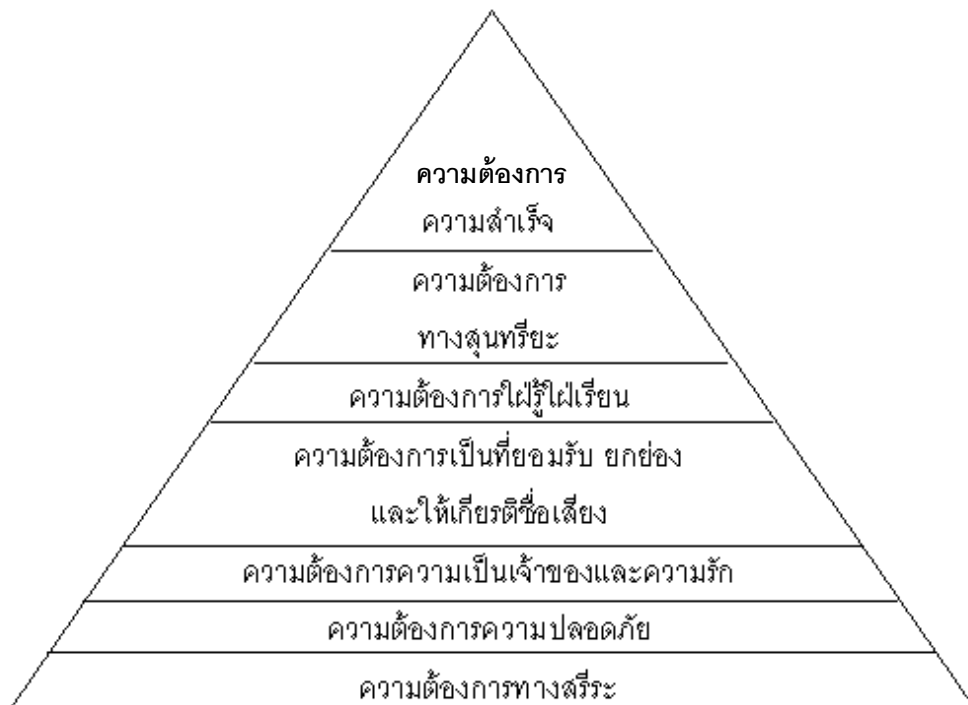 ความต้องการ
ความสำเร็จ
ความต้องการ
ทางสุนทรียะ
ความต้องการใฝ่รู้ใฝ่เรียน
ความต้องการเป็นที่ยอมรับ ยกย่อง
และให้เกียรติชื่อเสียง
ความต้องการความเป็นเจ้าของและความรัก
ความต้องการความปลอดภัย
ความต้องการทางสรีระ